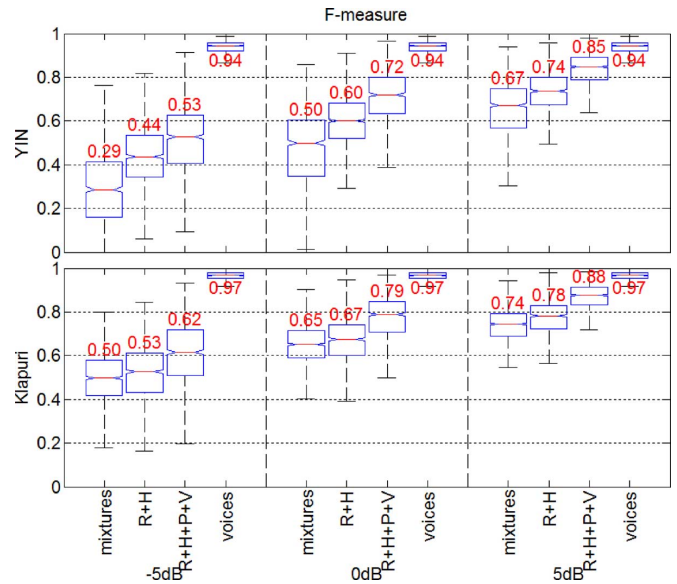 F-measure
YIN
1
0.8
0.6
0.4
0.2
0
0.29
0.44
0.53
0.94
0.50
0.60
0.72
0.94
0.67
0.74
0.85
0.94
Klapuri
1
0.8
0.6
0.4
0.2
0
0.50
0.53
0.62
0.97
0.65
0.67
0.79
0.97
0.74
0.78
0.88
0.97
mixtures
R+H
R+H+P+V
voices
mixtures
R+H
R+H+P+V
voices
mixtures
R+H
R+H+P+V
voices
-5dB
0dB
5dB